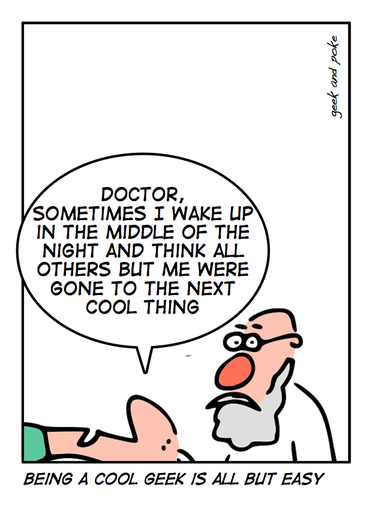 geek and poke
DOCTOR,
SOMETIMES I WAKE UP
IN THE MIDDLE OF THE
NIGHT AND THINK ALL
OTHERS BUT ME WERE
GONE TO THE NEXT
COOL THING
BEING A COOL GEEK IS ALL BUT EASY